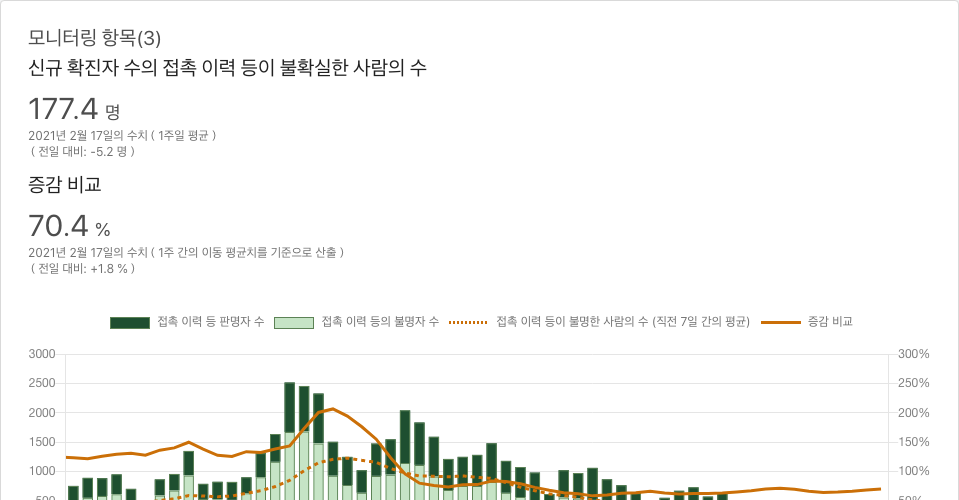 모니터링 항목(3)
신규 확진자 수의 접촉 이력 등이 불확실한 사람의 수
177.4 명
2021년 2월 17일의 수치 ( 1주일 평균 )
( 전일 대비: -5.2 명 )
증감 비교
70.4 %
2021년 2월 17일의 수치 ( 1주 간의 이동 평균치를 기준으로 산출 )
( 전일 대비: +1.8 % )
접촉 이력 등 판명자 수 접촉 이력 등의 불명자 수 접촉 이력 등이 불명한 사람의 수 (직전 7일 간의 평균) 증감 비교
3000 300%
2500 250%
2000 200%
1500 150%
1000 100%
500 50%